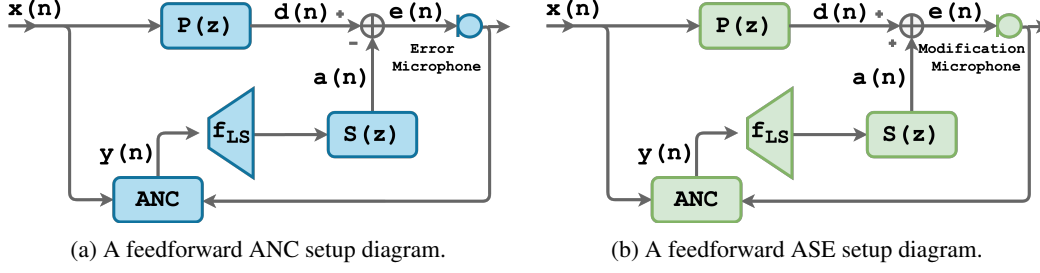 x(n)
P(z)
d(n)
+
e(n)
-
Error
Microphone
a(n)
f_LS
S(z)
y(n)
ANC
(a) A feedforward ANC setup diagram.
x(n)
P(z)
d(n)
+
e(n)
+
Modification
Microphone
a(n)
f_LS
S(z)
y(n)
ANC
(b) A feedforward ASE setup diagram.